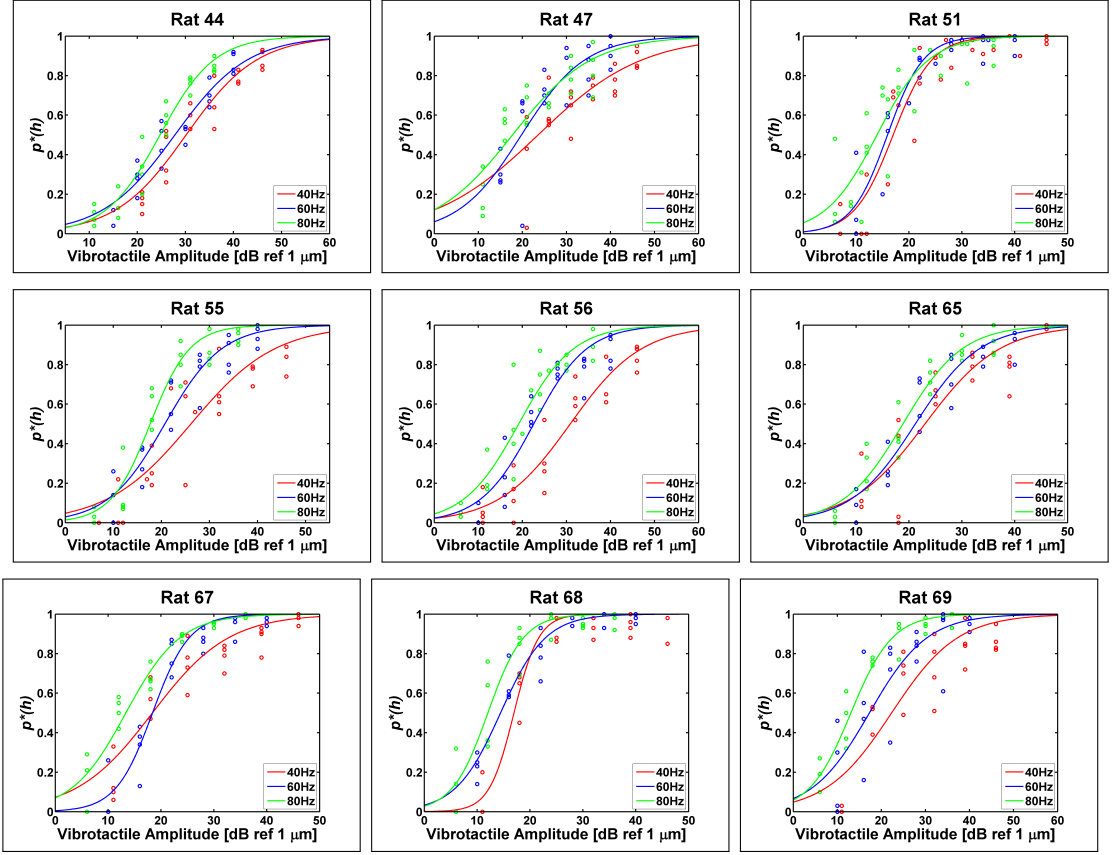 Rat 44
1
0.8
0.6
0.4
0.2
0
p*(h)
40Hz
60Hz
80Hz
10 20 30 40 50 60
Vibrotactile Amplitude [dB ref 1 μm]
Rat 47
1
0.8
0.6
0.4
0.2
0
p*(h)
40Hz
60Hz
80Hz
0 10 20 30 40 50 60
Vibrotactile Amplitude [dB ref 1 μm]
Rat 51
1
0.8
0.6
0.4
0.2
0
p*(h)
40Hz
60Hz
80Hz
0 10 20 30 40 50
Vibrotactile Amplitude [dB ref 1 μm]
Rat 55
1
0.8
0.6
0.4
0.2
0
p*(h)
40Hz
60Hz
80Hz
0 10 20 30 40 50
Vibrotactile Amplitude [dB ref 1 μm]
Rat 56
1
0.8
0.6
0.4
0.2
0
p*(h)
40Hz
60Hz
80Hz
0 10 20 30 40 50 60
Vibrotactile Amplitude [dB ref 1 μm]
Rat 65
1
0.8
0.6
0.4
0.2
0
p*(h)
40Hz
60Hz
80Hz
0 10 20 30 40 50
Vibrotactile Amplitude [dB ref 1 μm]
Rat 67
1
0.8
0.6
0.4
0.2
0
p*(h)
40Hz
60Hz
80Hz
0 10 20 30 40 50
Vibrotactile Amplitude [dB ref 1 μm]
Rat 68
1
0.8
0.6
0.4
0.2
0
p*(h)
40Hz
60Hz
80Hz
0 10 20 30 40 50
Vibrotactile Amplitude [dB ref 1 μm]
Rat 69
1
0.8
0.6
0.4
0.2
0
p*(h)
40Hz
60Hz
80Hz
0 10 20 30 40 50 60
Vibrotactile Amplitude [dB ref 1 μm]